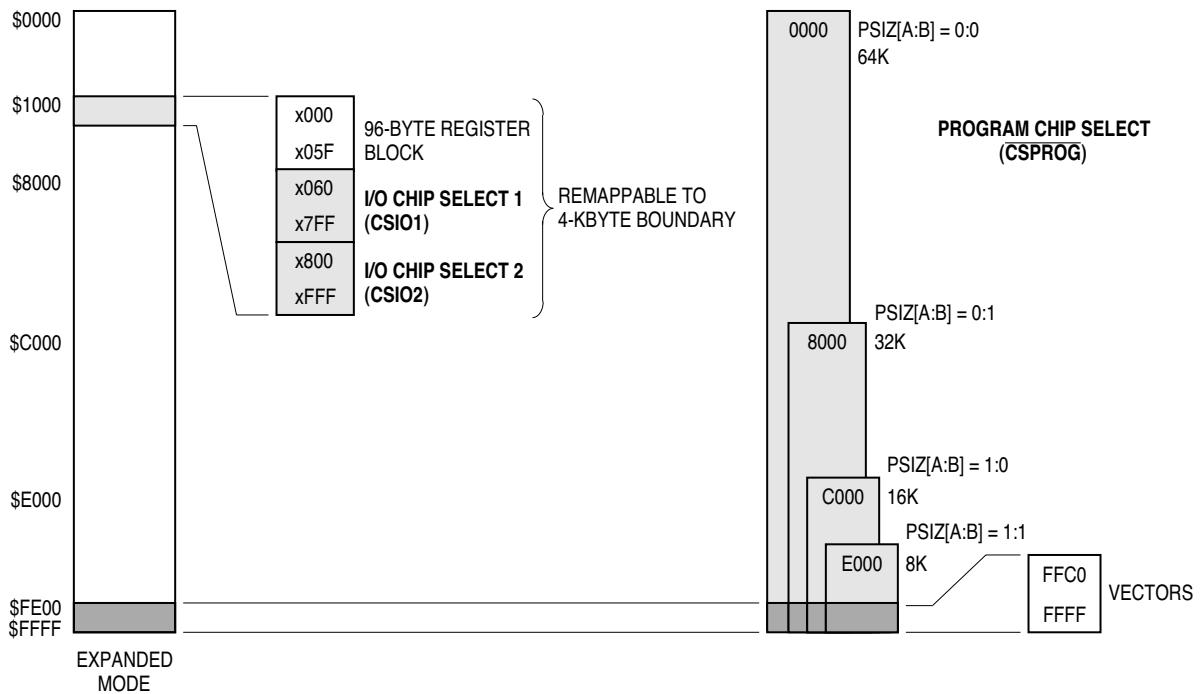 $0000
$1000
$8000
$C000
$E000
$FE00
$FFFF
EXPANDED
MODE
x000
x05F
96-BYTE REGISTER
BLOCK
x060
x7FF
I/O CHIP SELECT 1
(CSIO1)
x800
xFFF
I/O CHIP SELECT 2
(CSIO2)
REMAPPABLE TO
4-KBYTE BOUNDARY
0000
PSIZ[A:B] = 0:0
64K
PROGRAM CHIP SELECT
(CSPROG)
8000
PSIZ[A:B] = 0:1
32K
C000
PSIZ[A:B] = 1:0
16K
E000
PSIZ[A:B] = 1:1
8K
FFC0
FFFF
VECTORS